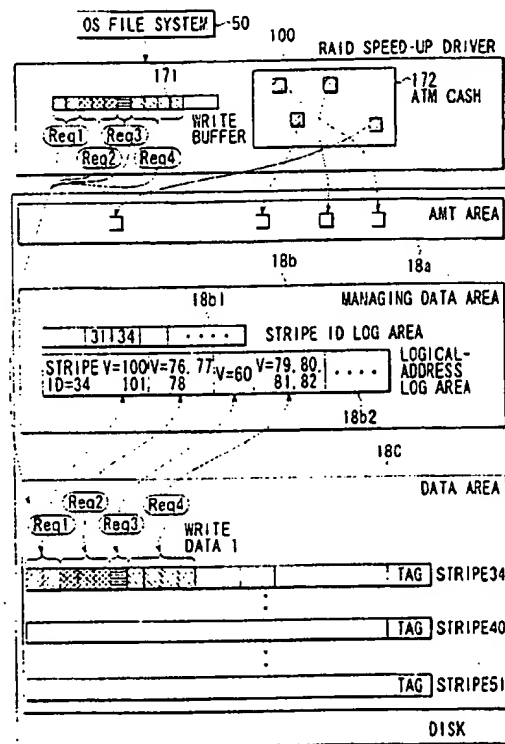 OS FILE SYSTEM 50
100
RAID SPEED-UP DRIVER
171
172
ATM CASH
WRITE
BUFFER
Req1 Req3
Req2 Req4
AMT AREA
18b 18a
MANAGING DATA AREA
18b1
31 34 · · · · STRIPE ID LOG AREA
STRIPE V=100 V=76, 77, V=60 V=79, 80, · · · · LOGICAL-
ID=34 101, 78 81, 82 ADDRESS
LOG AREA
18b2
18C
DATA AREA
Req2 Req4
Req1 Req3 WRITE
DATA 1
TAG STRIPE34
TAG STRIPE40
TAG STRIPE51
DISK